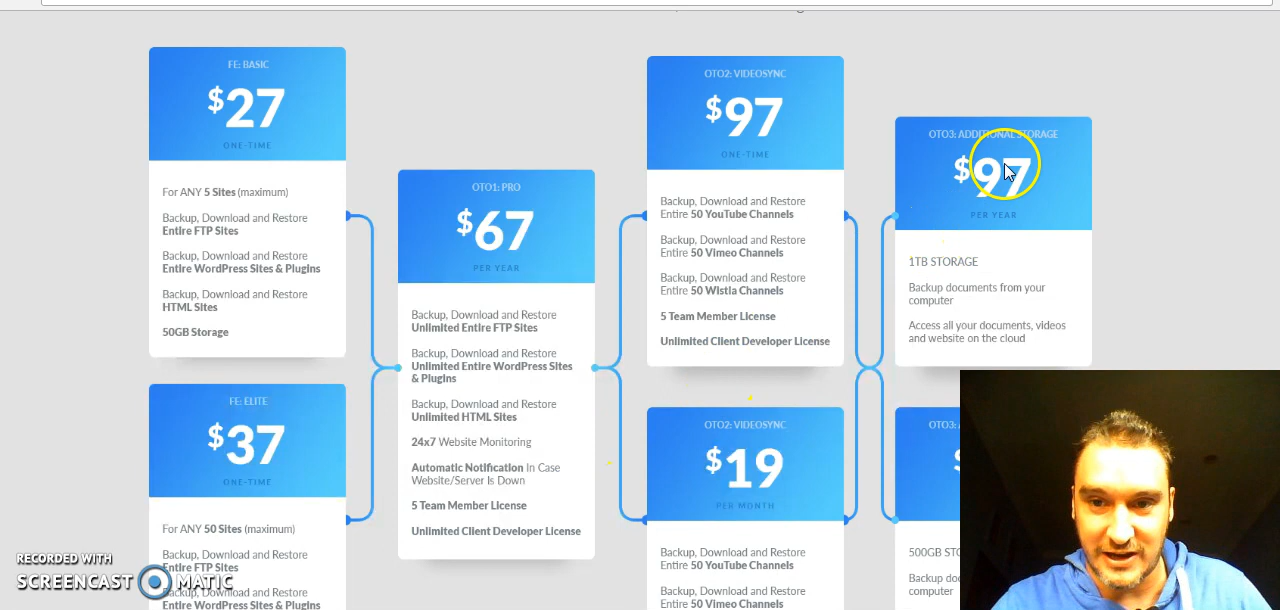 FE: BASIC
$27
ONE-TIME
For ANY 5 Sites (maximum)
Backup, Download and Restore
Entire FTP Sites
Backup, Download and Restore
Entire WordPress Sites & Plugins
Backup, Download and Restore
HTML Sites
50GB Storage
FE: ELITE
$37
ONE-TIME
For ANY 50 Sites (maximum)
Backup, Download and Restore
Entire FTP Sites
Backup, Download and Restore
Entire WordPress Sites & Plugins
OTO1: PRO
$67
PER YEAR
Backup, Download and Restore
Unlimited Entire FTP Sites
Backup, Download and Restore
Unlimited Entire WordPress Sites
& Plugins
Backup, Download and Restore
Unlimited HTML Sites
24x7 Website Monitoring
Automatic Notification In Case
Website/Server Is Down
5 Team Member License
Unlimited Client Developer License
OTO2: VIDEOSYNC
$97
ONE-TIME
Backup, Download and Restore
Entire 50 YouTube Channels
Backup, Download and Restore
Entire 50 Vimeo Channels
Backup, Download and Restore
Entire 50 Wistia Channels
5 Team Member License
Unlimited Client Developer License
OTO2: VIDEOSYNC
$19
PER MONTH
Backup, Download and Restore
Entire 50 YouTube Channels
Backup, Download and Restore
Entire 50 Vimeo Channels
OTO3: ADDITIONAL STORAGE
$97
PER YEAR
1TB STORAGE
Backup documents from your
computer
Access all your documents, videos
and website on the cloud
OTO3:
$
500GB STO
Backup do
computer
RECORDED WITH
SCREENCAST MATIC